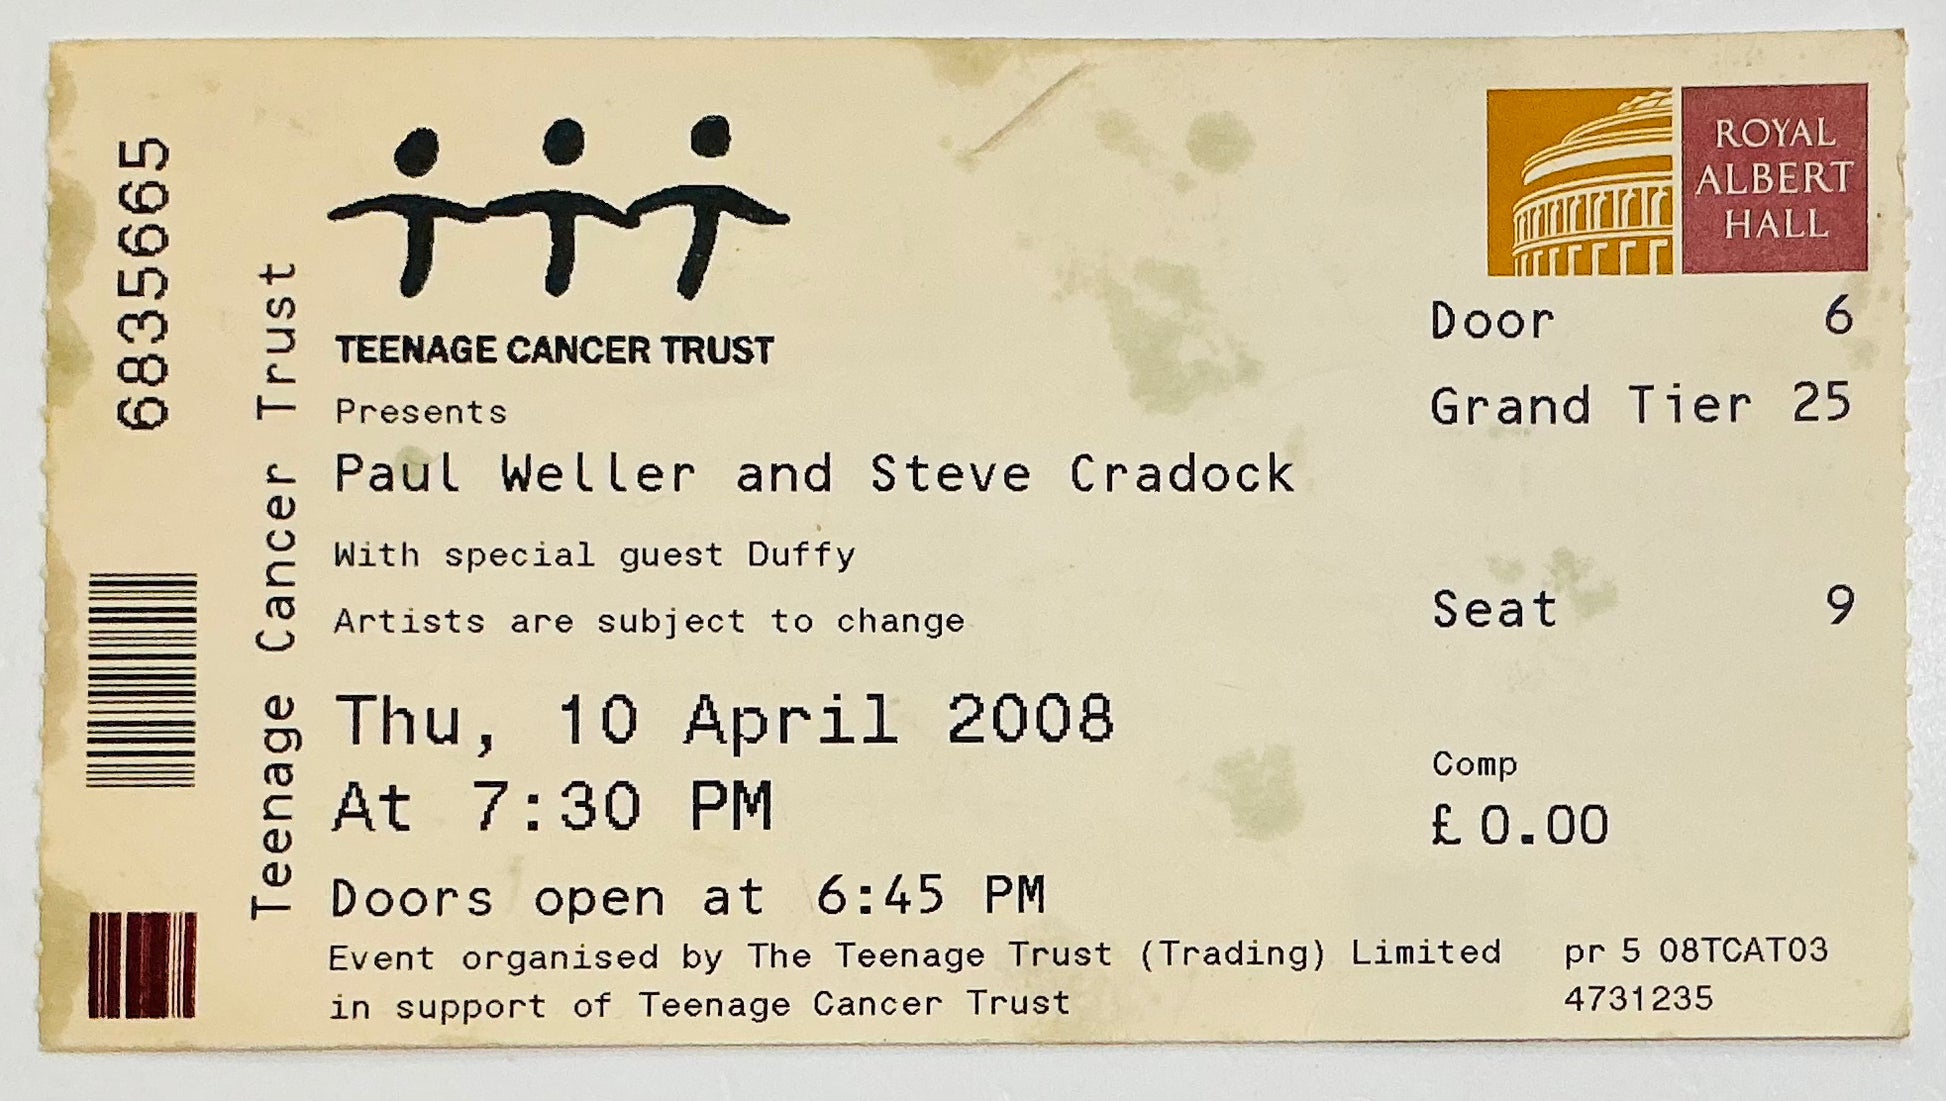 6835665
Teenage Cancer Trust
TEENAGE CANCER TRUST
Presents
Paul Weller and Steve Cradock
With special guest Duffy
Artists are subject to change
Thu, 10 April 2008
At 7:30 PM
Doors open at 6:45 PM
Event organised by The Teenage Trust (Trading) Limited
in support of Teenage Cancer Trust
ROYAL
ALBERT
HALL
Door 6
Grand Tier 25
Seat 9
Comp
£0.00
pr 5 08TCAT03
4731235